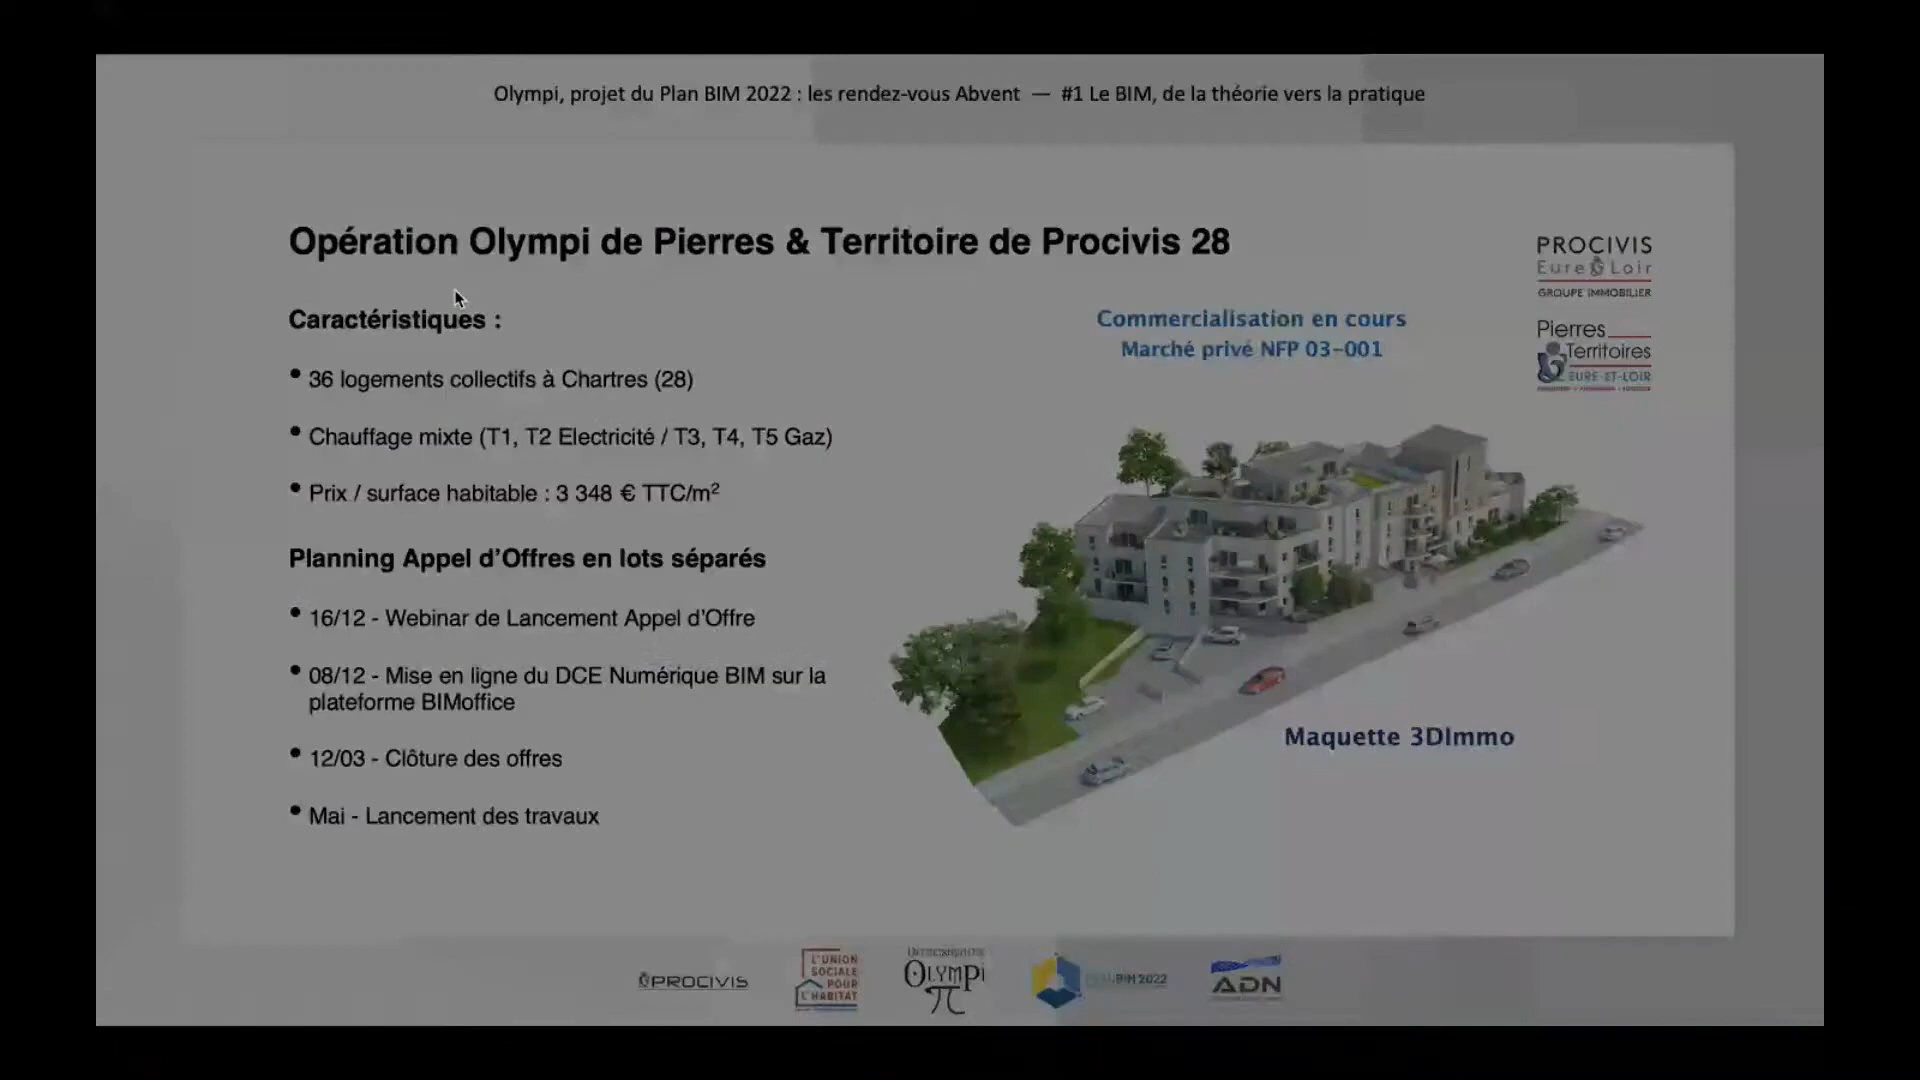 Olympi, projet du Plan BIM 2022 : les rendez-vous Abvent — #1 Le BIM, de la théorie vers la pratique
Opération Olympi de Pierres & Territoire de Procivis 28
Caractéristiques :
• 36 logements collectifs à Chartres (28)
• Chauffage mixte (T1, T2 Electricité / T3, T4, T5 Gaz)
• Prix / surface habitable : 3 348 € TTC/m²
Planning Appel d’Offres en lots séparés
• 16/12 - Webinar de Lancement Appel d’Offre
• 08/12 - Mise en ligne du DCE Numérique BIM sur la
plateforme BIMoffice
• 12/03 - Clôture des offres
• Mai - Lancement des travaux
Commercialisation en cours
Marché privé NFP 03-001
Maquette 3DImmo
PROCIVIS
Eure & Loir
GROUPE IMMOBILIER
Pierres
Territoires
EURE-ET-LOIR
PROCIVIS
L'UNION
SOCIALE
POUR
L'HABITAT
OLYMPI
BIM 2022
ADN